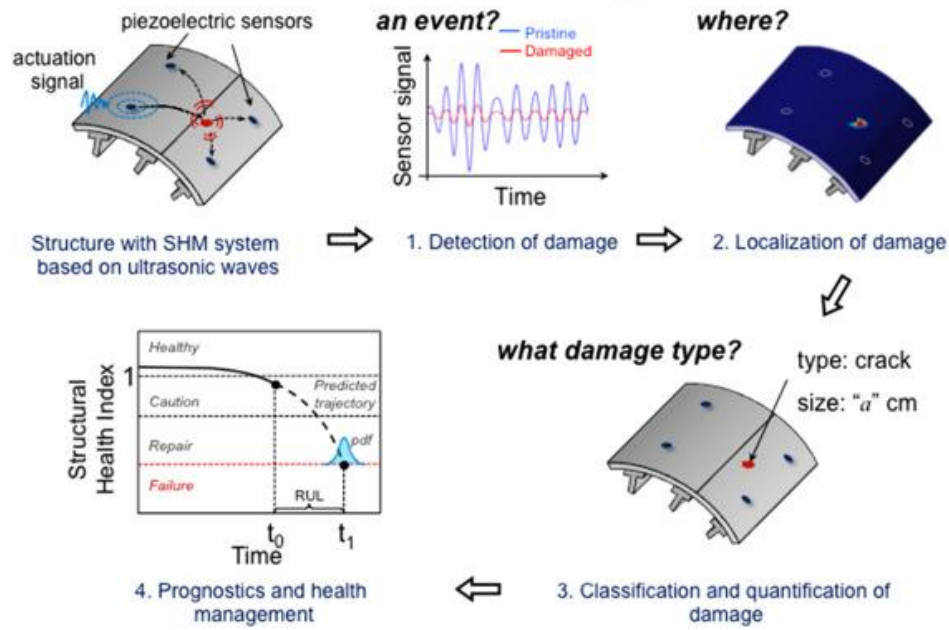 piezoelectric sensors
actuation
signal
Structure with SHM system
based on ultrasonic waves
an event?
Pristine
Damaged
Sensor signal
Time
1. Detection of damage
where?
2. Localization of damage
what damage type?
type: crack
size: “a” cm
3. Classification and quantification of
damage
Structural
Health Index
1
Healthy
Caution
Predicted
trajectory
Repair
pdf
Failure
RUL
t0
t1
Time
4. Prognostics and health
management